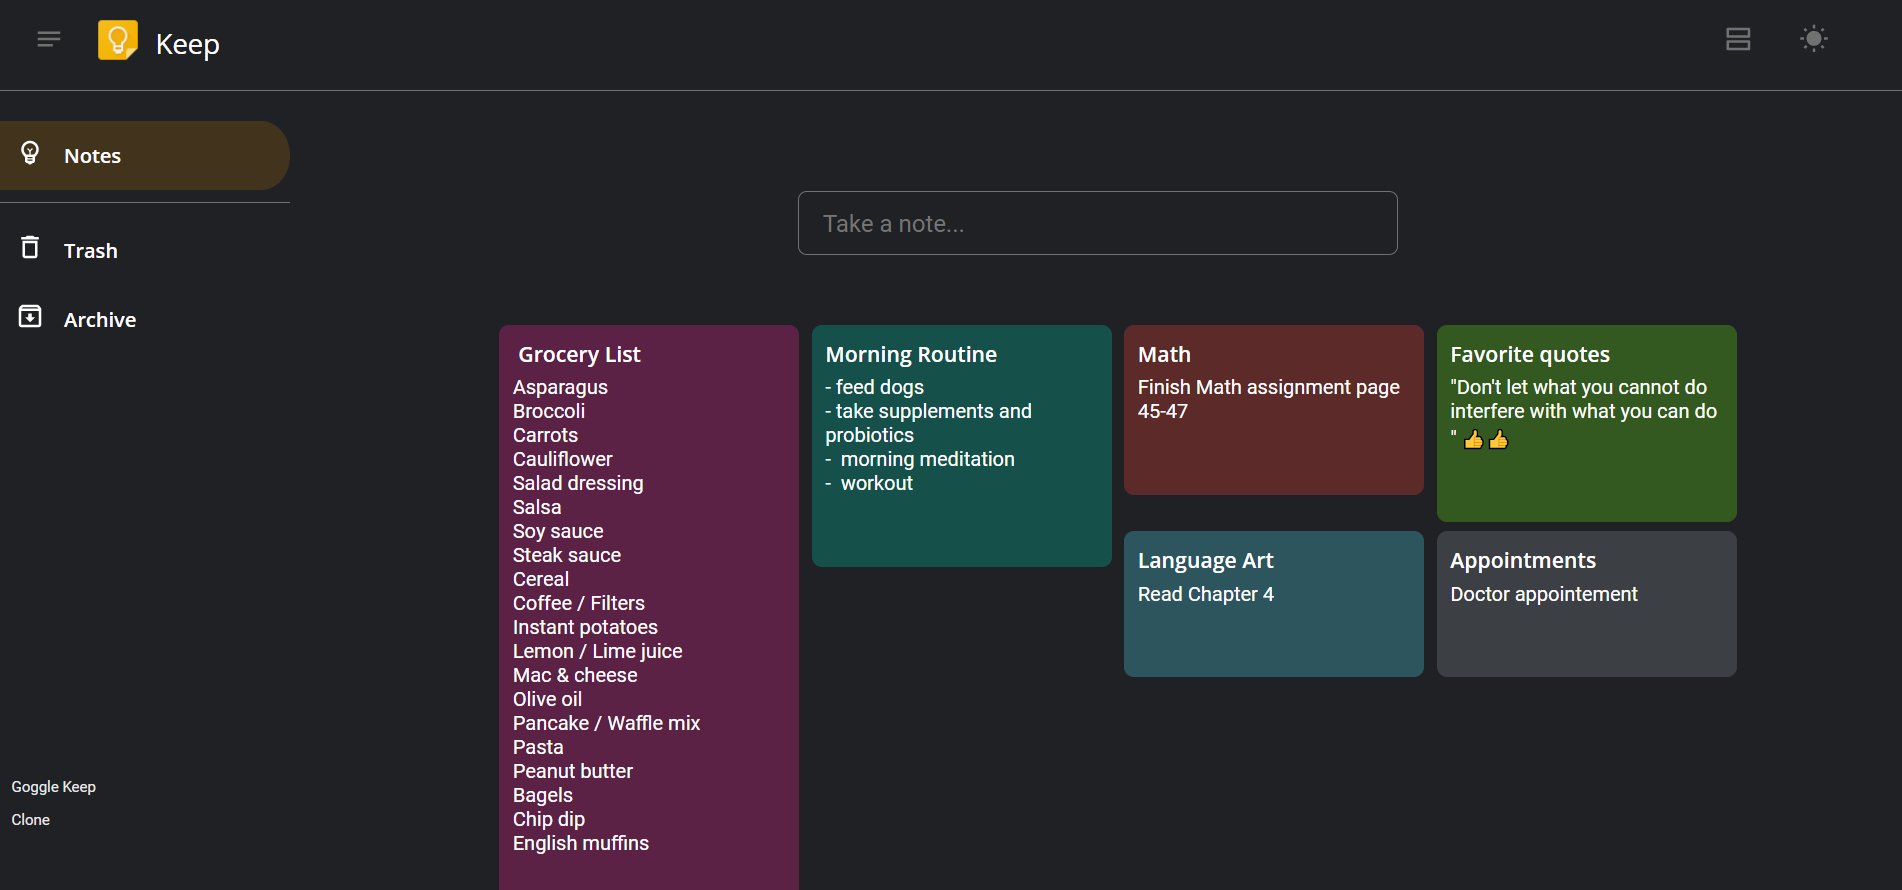 Keep
Notes
Trash
Archive
Goggle Keep
Clone
Take a note...
Grocery List
Asparagus
Broccoli
Carrots
Cauliflower
Salad dressing
Salsa
Soy sauce
Steak sauce
Cereal
Coffee / Filters
Instant potatoes
Lemon / Lime juice
Mac & cheese
Olive oil
Pancake / Waffle mix
Pasta
Peanut butter
Bagels
Chip dip
English muffins
Morning Routine
- feed dogs
- take supplements and
probiotics
-  morning meditation
-  workout
Math
Finish Math assignment page
45-47
Favorite quotes
"Don't let what you cannot do
interfere with what you can do
" 👍👍
Language Art
Read Chapter 4
Appointments
Doctor appointement